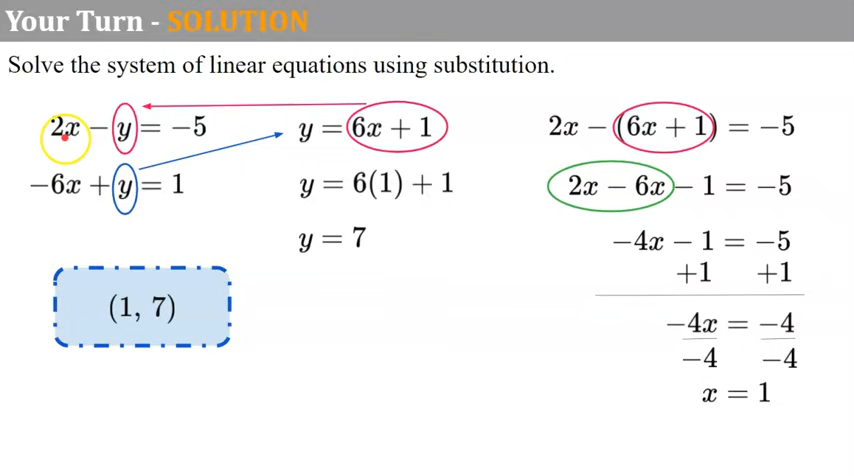 Your Turn - SOLUTION
Solve the system of linear equations using substitution.
2x − y = −5
−6x + y = 1
(1, 7)
y = 6x + 1
y = 6(1) + 1
y = 7
2x − (6x + 1) = −5
2x − 6x − 1 = −5
−4x − 1 = −5
+1 +1
−4x = −4
−4 −4
x = 1